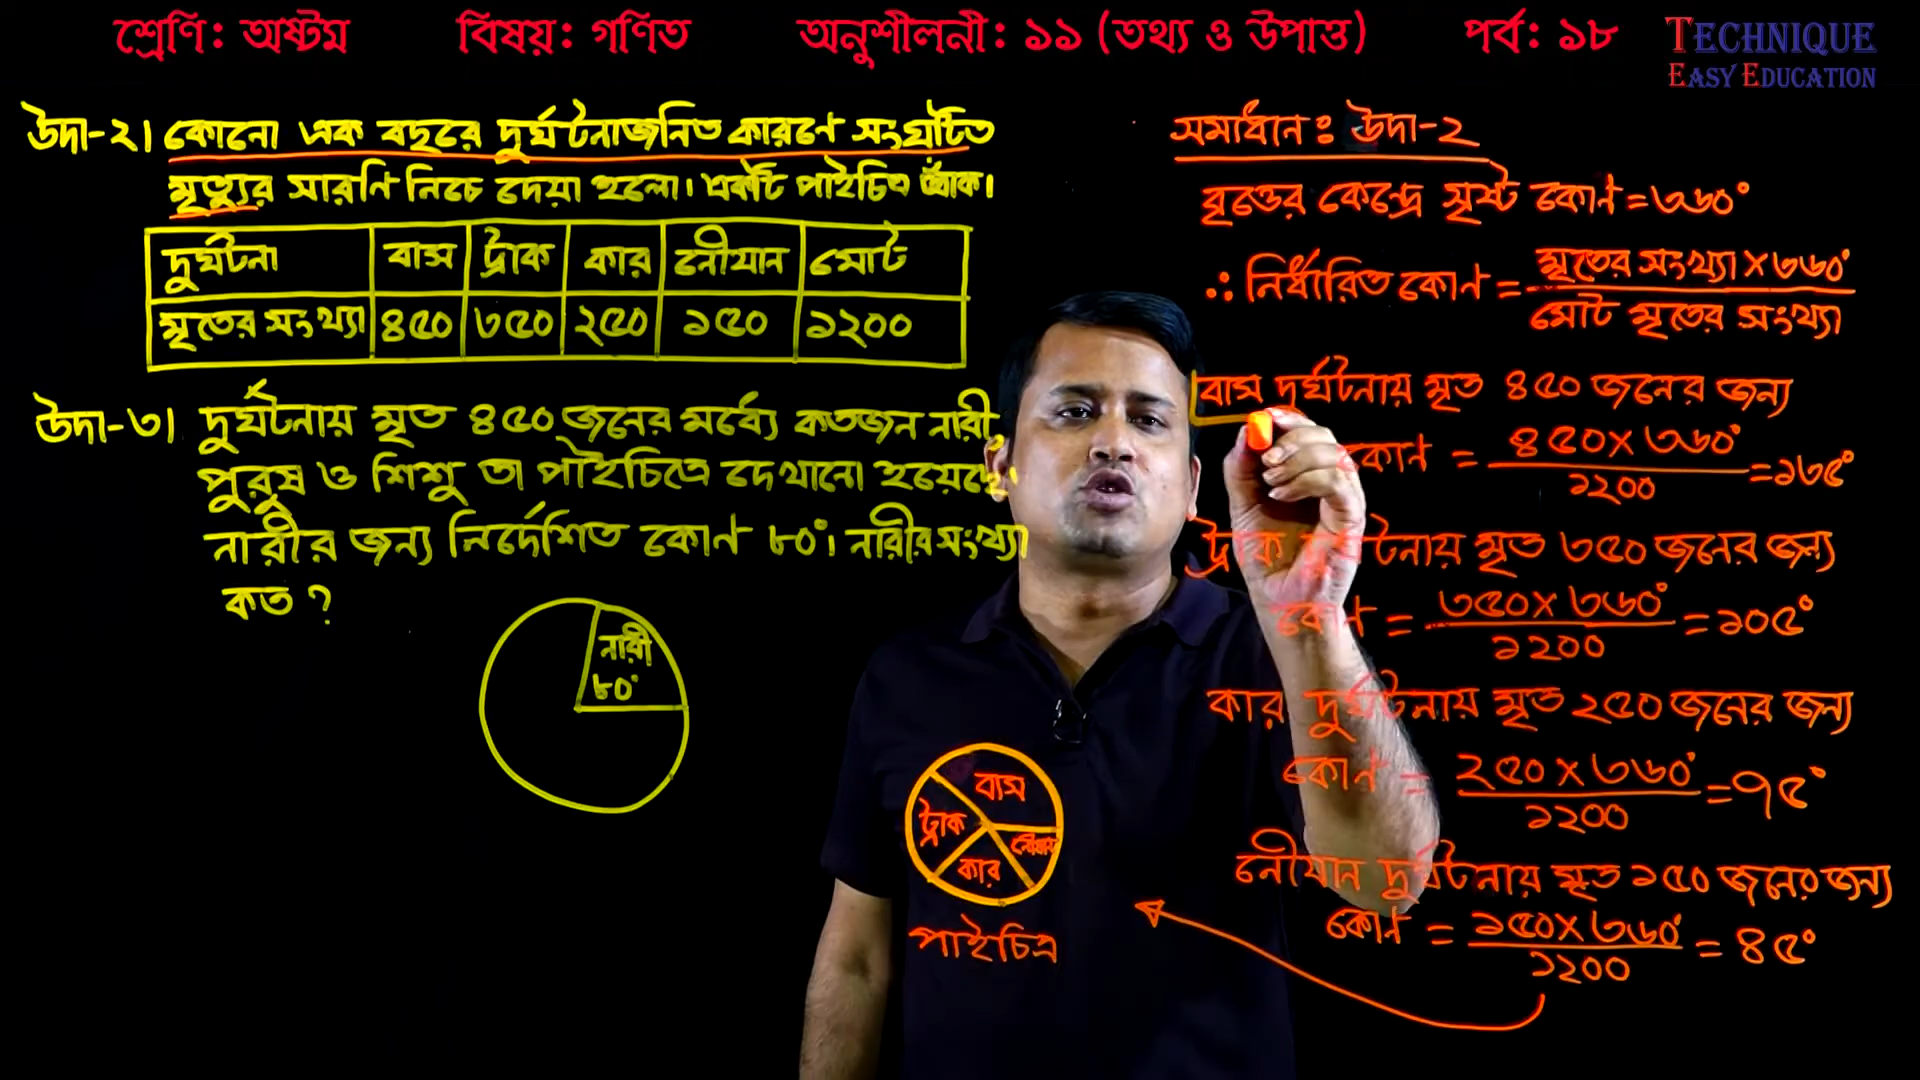 শ্রেণি: অষ্টম বিষয়: গণিত অনুশীলনী: ১১ (তথ্য ও উপাত্ত) পর্ব: ১৮
TECHNIQUE
EASY EDUCATION
উদা-২। কোনো এক বছরে দুর্ঘটনাজনিত কারণে সংঘটিত
মৃত্যুর সারণি নিচে দেয়া হলো। একটি পাইচিত্র আঁক।
দুর্ঘটনা বাস ট্রাক কার নৌযান মোট
মৃতের সংখ্যা ৪৫০ ৩৫০ ২৫০ ১৫০ ১২০০
উদা-৩। দুর্ঘটনায় মৃত ৪৫০ জনের মধ্যে কতজন নারী,
পুরুষ ও শিশু তা পাইচিত্রে দেখানো হয়েছে।
নারীর জন্য নির্দেশিত কোণ ৮০°। নারীর সংখ্যা
কত ?
নারী
৮০°
সমাধান: উদা-২
বৃত্তের কেন্দ্রে সৃষ্ট কোণ = ৩৬০°
∴ নির্ধারিত কোণ = মৃতের সংখ্যা X ৩৬০°
মোট মৃতের সংখ্যা
বাস দুর্ঘটনায় মৃত ৪৫০ জনের জন্য
কোণ = ৪৫০ X ৩৬০° = ১৩৫°
১২০০
ট্রাক দুর্ঘটনায় মৃত ৩৫০ জনের জন্য
কোণ = ৩৫০ X ৩৬০° = ১০৫°
১২০০
কার দুর্ঘটনায় মৃত ২৫০ জনের জন্য
কোণ = ২৫০ X ৩৬০° = ৭৫°
১২০০
নৌযান দুর্ঘটনায় মৃত ১৫০ জনের জন্য
কোণ = ১৫০ X ৩৬০° = ৪৫°
১২০০
বাস
ট্রাক
নৌযান
কার
পাইচিত্র